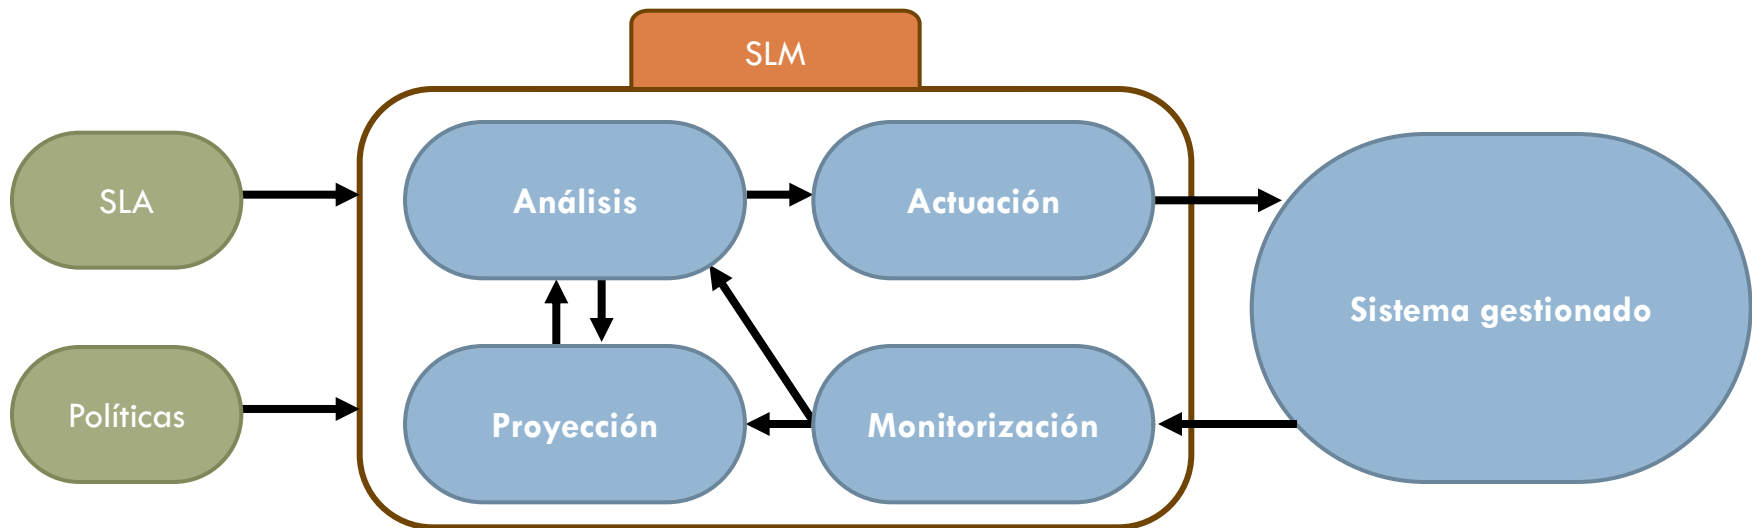 SLM
SLA
Análisis
Actuación
Sistema gestionado
Políticas
Proyección
Monitorización